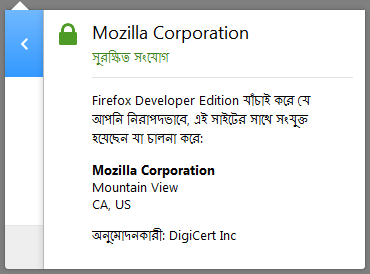 Mozilla Corporation
সুরক্ষিত সংযোগ
Firefox Developer Edition যাঁচাই করে যে
আপনি নিরাপদভাবে, এই সাইটের সাথে সংযুক্ত
হয়েছেন যা চালনা করে:
Mozilla Corporation
Mountain View
CA, US
অনুমোদনকারী: DigiCert Inc